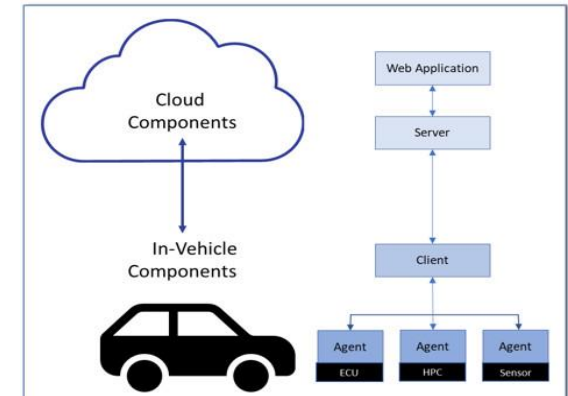 Cloud
Components
In-Vehicle
Components
Web Application
Server
Client
Agent
ECU
Agent
HPC
Agent
Sensor